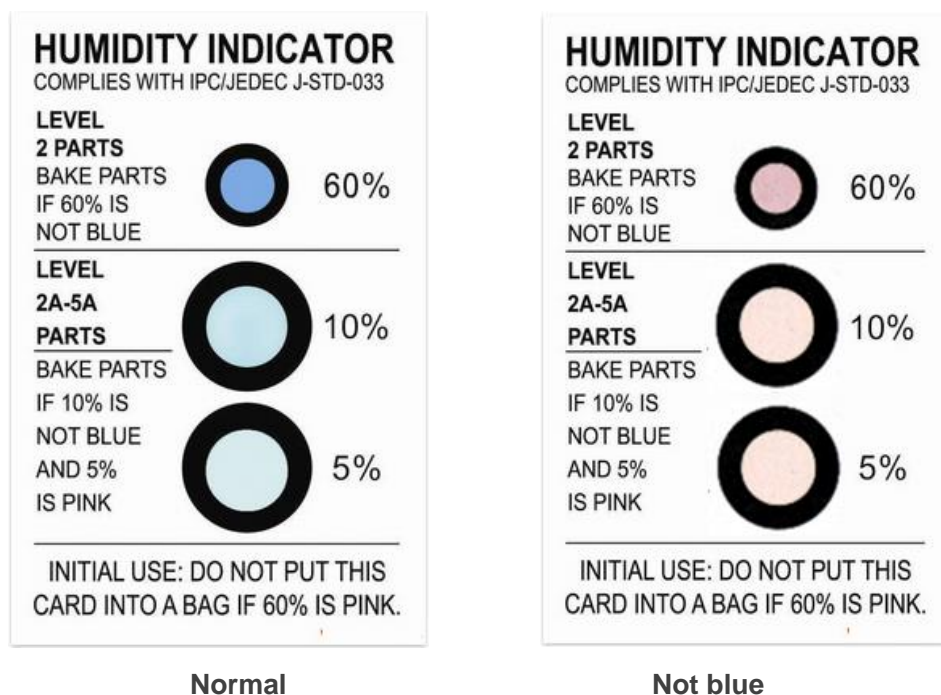 HUMIDITY INDICATOR
COMPLIES WITH IPC/JEDEC J-STD-033
LEVEL
2 PARTS
BAKE PARTS
IF 60% IS
NOT BLUE
60%
LEVEL
2A-5A
PARTS
10%
BAKE PARTS
IF 10% IS
NOT BLUE
AND 5%
IS PINK
5%
INITIAL USE: DO NOT PUT THIS
CARD INTO A BAG IF 60% IS PINK.
Normal
HUMIDITY INDICATOR
COMPLIES WITH IPC/JEDEC J-STD-033
LEVEL
2 PARTS
BAKE PARTS
IF 60% IS
NOT BLUE
60%
LEVEL
2A-5A
PARTS
10%
BAKE PARTS
IF 10% IS
NOT BLUE
AND 5%
IS PINK
5%
INITIAL USE: DO NOT PUT THIS
CARD INTO A BAG IF 60% IS PINK.
Not blue